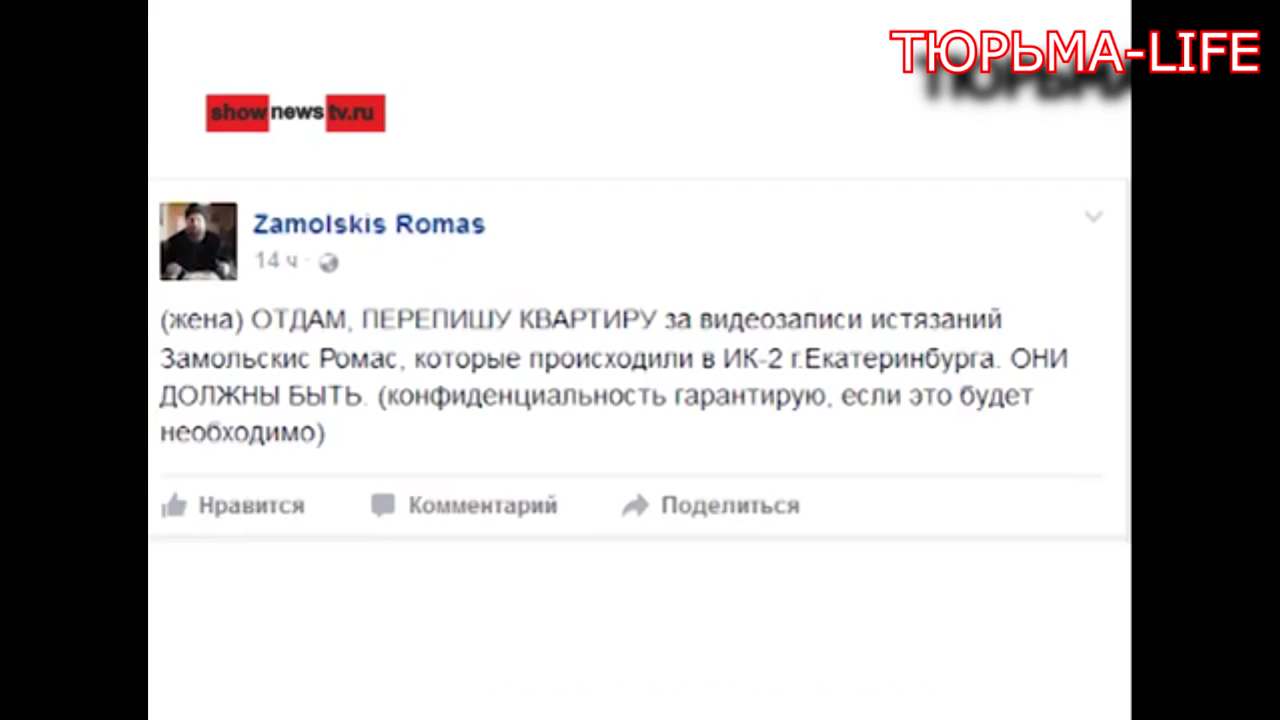 ТЮРЬМА-LIFE
shownewstv.ru
Zamolskis Romas
14 ч ·
(жена) ОТДАМ, ПЕРЕПИШУ КВАРТИРУ за видеозаписи истязаний
Замольскис Ромас, которые происходили в ИК-2 г.Екатеринбурга. ОНИ
ДОЛЖНЫ БЫТЬ. (конфиденциальность гарантирую, если это будет
необходимо)
Нравится Комментарий Поделиться